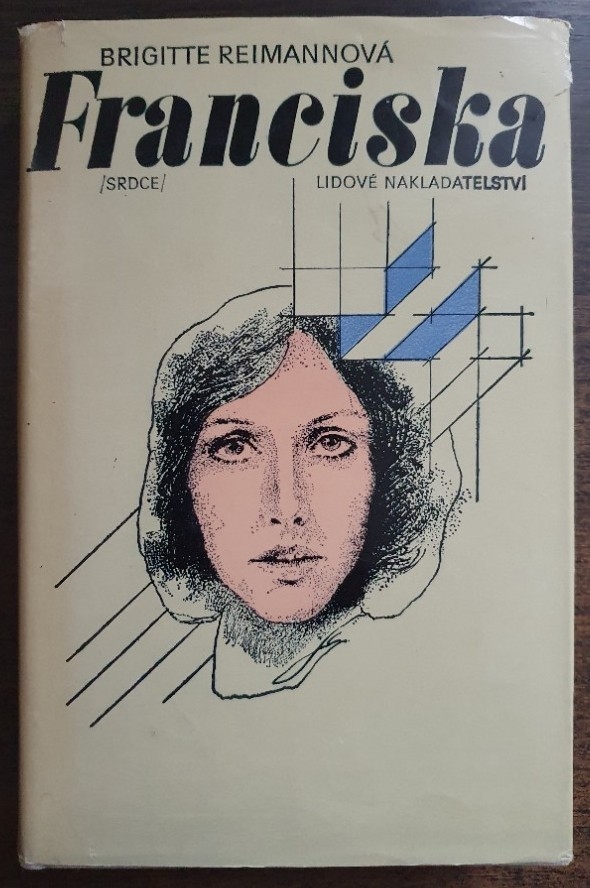 BRIGITTE REIMANNOVÁ
Franciska
/SRDCE/ LIDOVÉ NAKLADATELSTVÍ